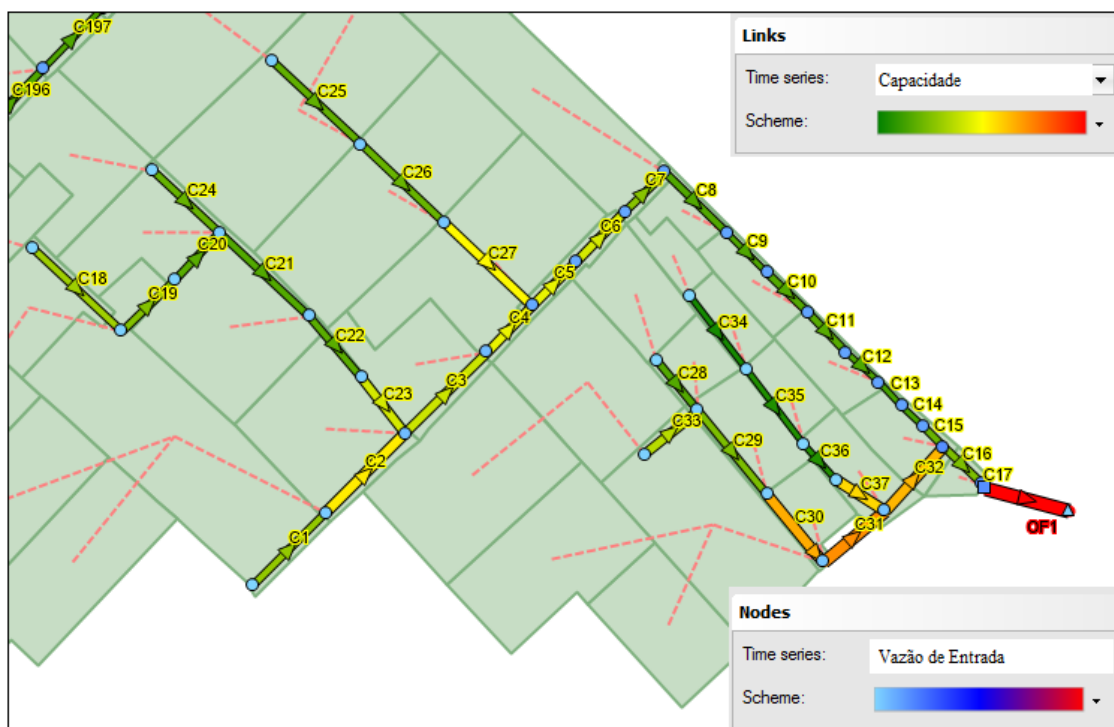 C197
C196
Links
Time series:
Capacidade
Scheme:
C25
C26
C24
C20
C21
C18
C19
C27
C22
C23
C7
C8
C6
C5
C9
C4
C10
C3
C11
C34
C12
C28
C35
C13
C33
C14
C29
C15
C36
C16
C2
C37
C32
C17
C1
C30
C31
OF1
Nodes
Time series:
Vazão de Entrada
Scheme: